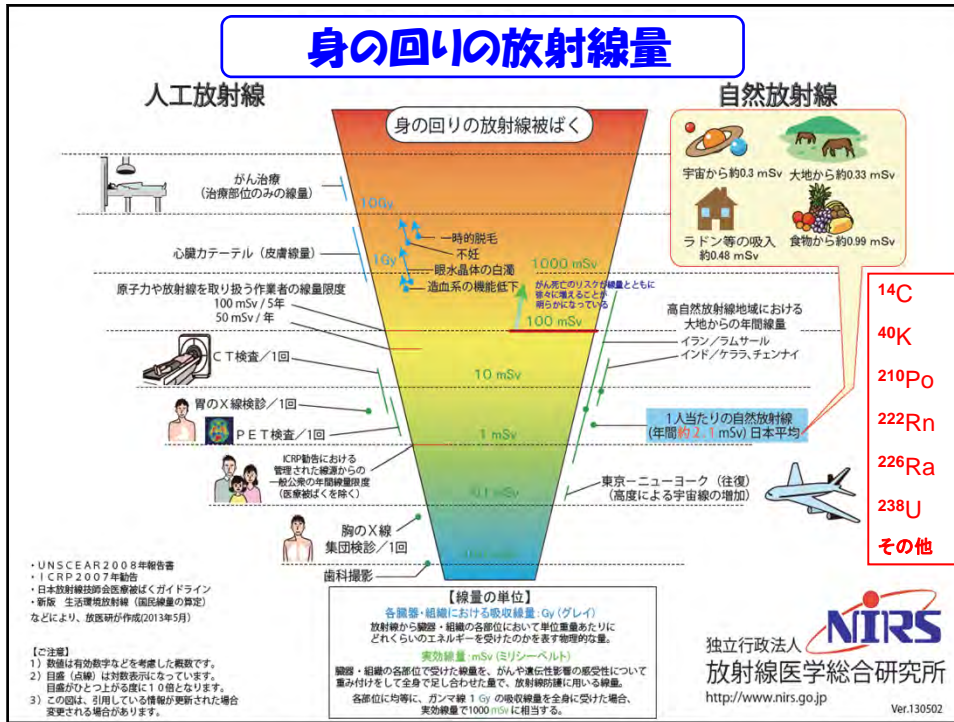 身の回りの放射線量
人工放射線
自然放射線
身の回りの放射線被ばく
宇宙から約0.3 mSv
大地から約0.33 mSv
ラドン等の吸入
約0.48 mSv
食物から約0.99 mSv
がん治療
(治療部位のみの線量)
10Gy
心臓カテーテル(皮膚線量)
1Gy
一時的脱毛
不妊
眼水晶体の白濁
造血系の機能低下
1000 mSv
がん死亡のリスクが線量とともに
徐々に増えることが
明らかになっている
原子力や放射線を取り扱う作業者の線量限度
100 mSv / 5年
50 mSv / 年
100 mSv
高自然放射線地域における
大地からの年間線量
イラン/ラムサール
インド/ケララ、チェンナイ
CT検査/1回
10 mSv
胃のX線検診/1回
PET検査/1回
1 mSv
1人当たりの自然放射線
(年間約2.1mSv)日本平均
ICRP勧告における
管理された線源からの
一般公衆の年間線量限度
(医療被ばくを除く)
0.1 mSv
東京ーニューヨーク(往復)
(高度による宇宙線の増加)
胸のX線
集団検診/1回
歯科撮影
¹⁴C
⁴⁰K
²¹⁰Po
²²²Rn
²²⁶Ra
²³⁸U
その他
・UNSCEAR2008年報告書
・ICRP2007年勧告
・日本放射線技師会医療被ばくガイドライン
・新版 生活環境放射線(国民線量の算定)
などにより、放医研が作成(2013年5月)
【ご注意】
1)数値は有効数字などを考慮した概数です。
2)目盛(点線)は対数表示になっています。
目盛がひとつ上がる度に10倍となります。
3)この図は、引用している情報が更新された場合
変更される場合があります。
【線量の単位】
各臓器・組織における吸収線量:Gy(グレイ)
放射線から臓器・組織の各部位において単位重量あたりに
どれくらいのエネルギーを受けたのかを表す物理的な量。
実効線量:mSv(ミリシーベルト)
臓器・組織の各部位で受けた線量を、がんや遺伝性影響の感受性について
重み付けをして全身で足し合わせた量で、放射線防護に用いる線量。
各部位に均等に、ガンマ線 1 Gy の吸収線量を全身に受けた場合、
実効線量で1000 mSv に相当する。
NIRS
独立行政法人
放射線医学総合研究所
http://www.nirs.go.jp
Ver.130502